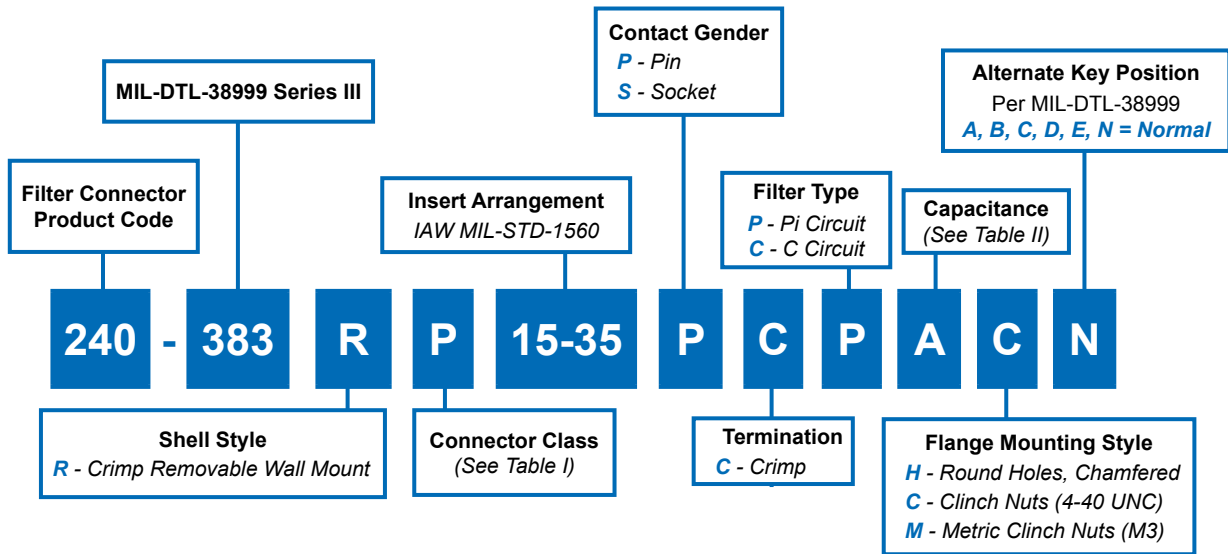 Contact Gender
P - Pin
S - Socket
MIL-DTL-38999 Series III
Alternate Key Position
Per MIL-DTL-38999
A, B, C, D, E, N = Normal
Filter Connector
Product Code
Insert Arrangement
IAW MIL-STD-1560
Filter Type
P - Pi Circuit
C - C Circuit
Capacitance
(See Table II)
240 - 383 R P 15-35 P C P A C N
Shell Style
R - Crimp Removable Wall Mount
Connector Class
(See Table I)
Termination
C - Crimp
Flange Mounting Style
H - Round Holes, Chamfered
C - Clinch Nuts (4-40 UNC)
M - Metric Clinch Nuts (M3)